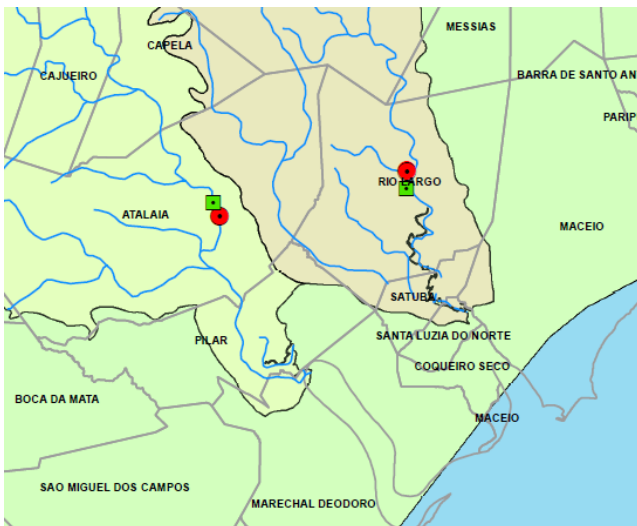 MESSIAS
CAPELA
CAJUEIRO
BARRA DE SANTO AN
PARIP
RIO LARGO
ATALAIA
MACEIO
SATUBA
SANTA LUZIA DO NORTE
PILAR
COQUEIRO SECO
BOCA DA MATA
MACEIO
SAO MIGUEL DOS CAMPOS
MARECHAL DEODORO